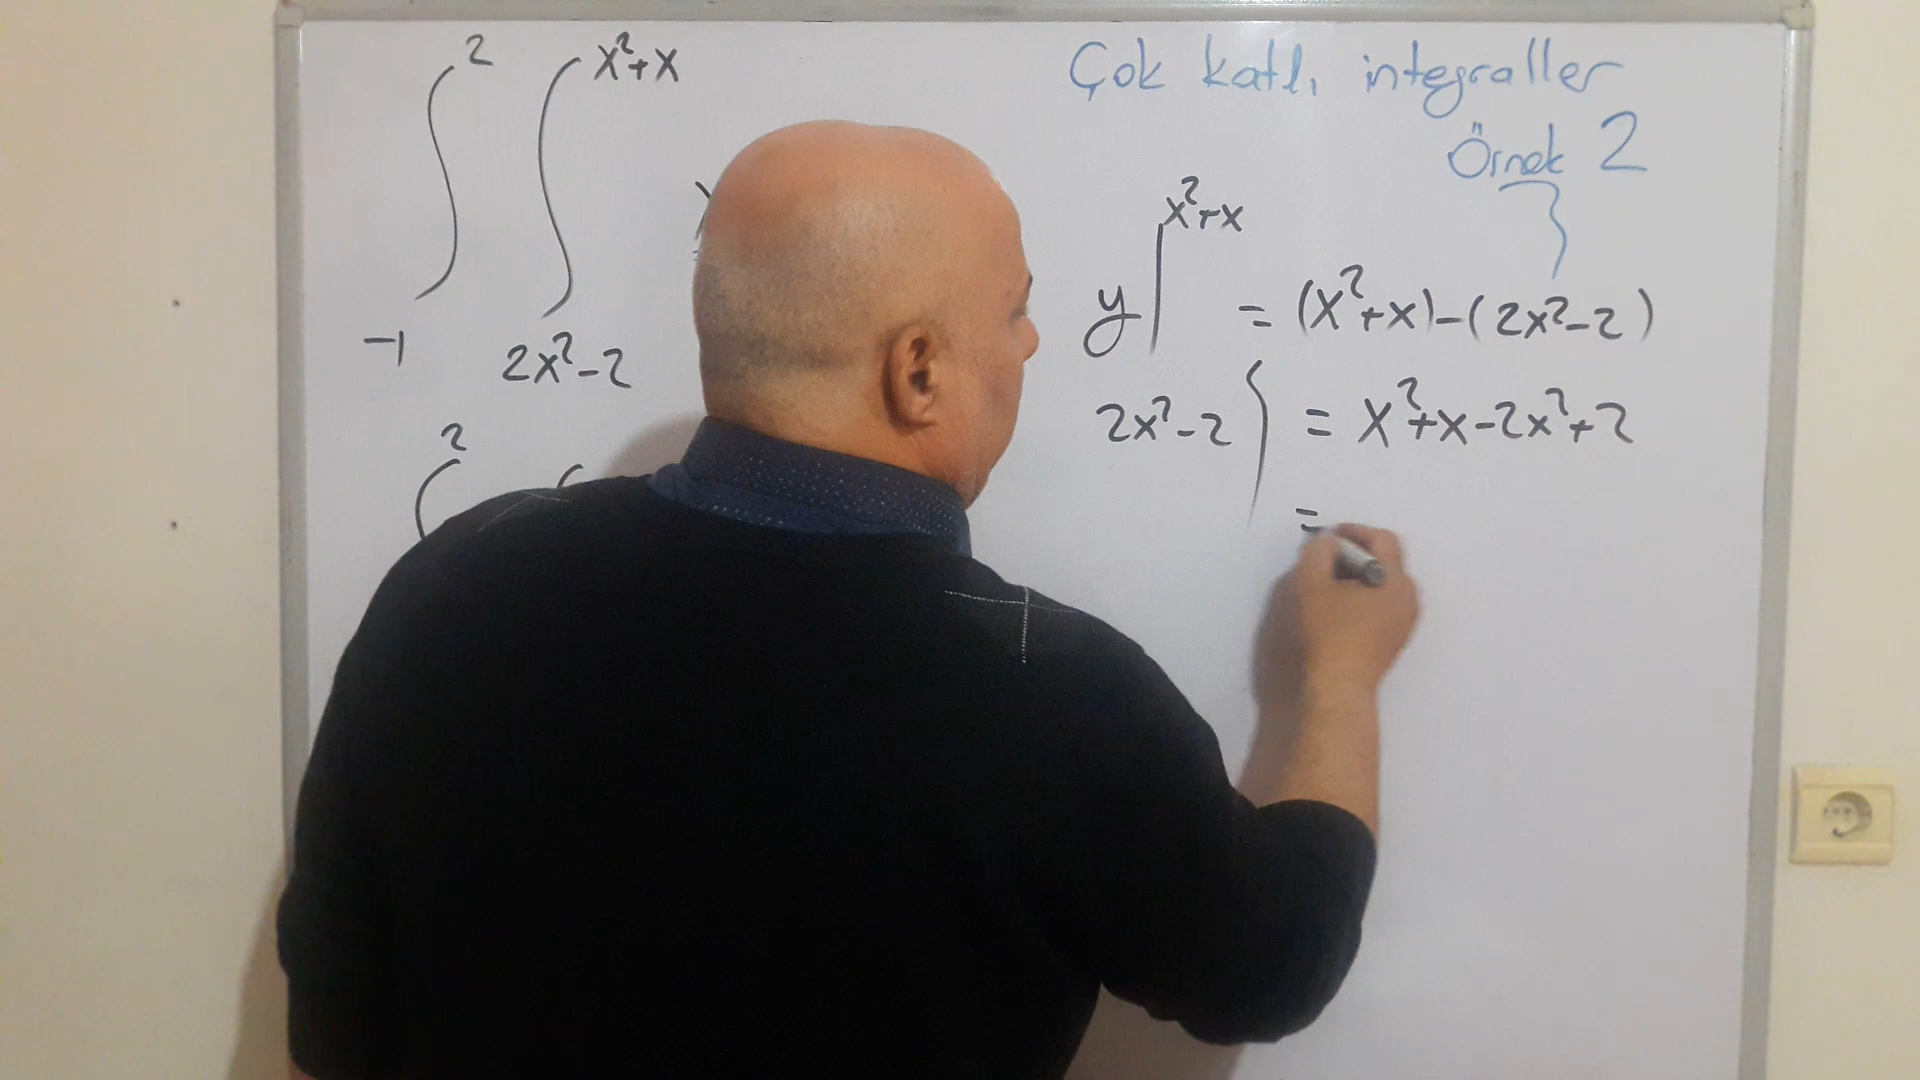 Çok katlı integraller
Örnek 2
2 x²+x
∫ ∫
-1 2x²-2
2
x²+x
y| = (x²+x)-(2x²-2)
2x²-2 = x²+x-2x²+2
=